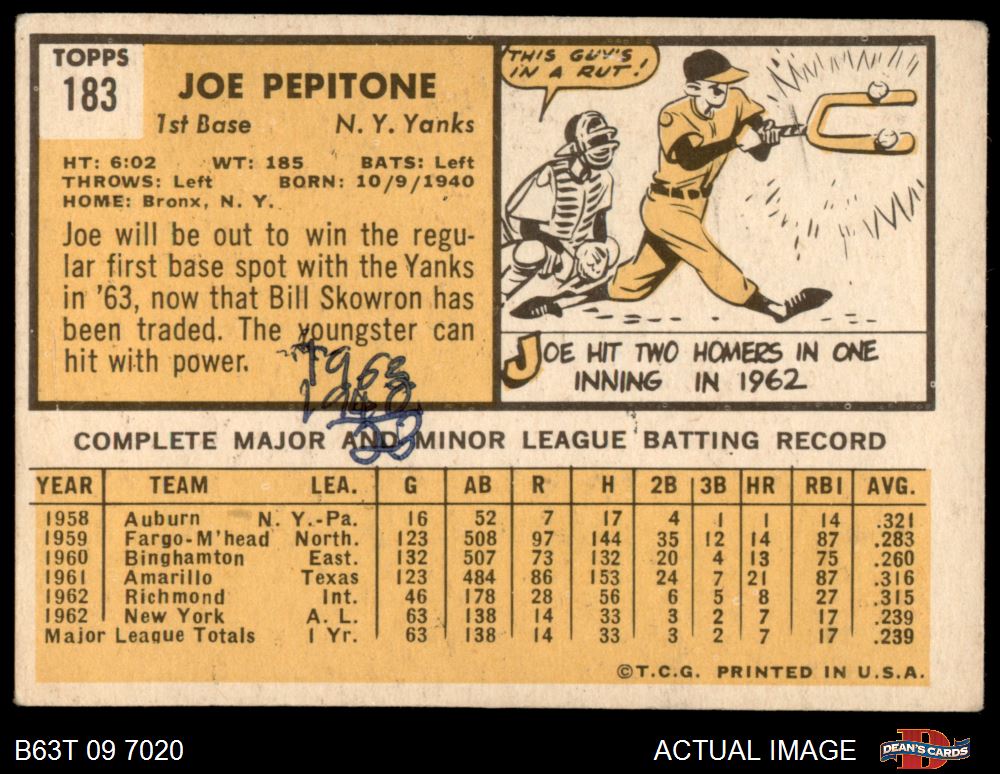 TOPPS
183
JOE PEPITONE
1st Base N. Y. Yanks
HT: 6:02 WT: 185 BATS: Left
THROWS: Left BORN: 10/9/1940
HOME: Bronx, N. Y.
Joe will be out to win the regu-
lar first base spot with the Yanks
in '63, now that Bill Skowron has
been traded. The youngster can
hit with power.
1963
1940
THIS GUY'S
IN A RUT!
JOE HIT TWO HOMERS IN ONE
INNING IN 1962
COMPLETE MAJOR AND MINOR LEAGUE BATTING RECORD
YEAR TEAM LEA. G AB R H 2B 3B HR RBI AVG.
1958 Auburn N. Y.-Pa. 16 52 7 17 4 1 1 14 .321
1959 Fargo-M'head North. 123 508 97 144 35 12 14 87 .283
1960 Binghamton East. 132 507 73 132 20 4 13 75 .260
1961 Amarillo Texas 123 484 86 153 24 7 21 87 .316
1962 Richmond Int. 46 178 28 56 6 5 8 27 .315
1962 New York A. L. 63 138 14 33 3 2 7 17 .239
Major League Totals 1 Yr. 63 138 14 33 3 2 7 17 .239
©T.C.G. PRINTED IN U.S.A.
B63T 09 7020 ACTUAL IMAGE DEAN'S CARDS